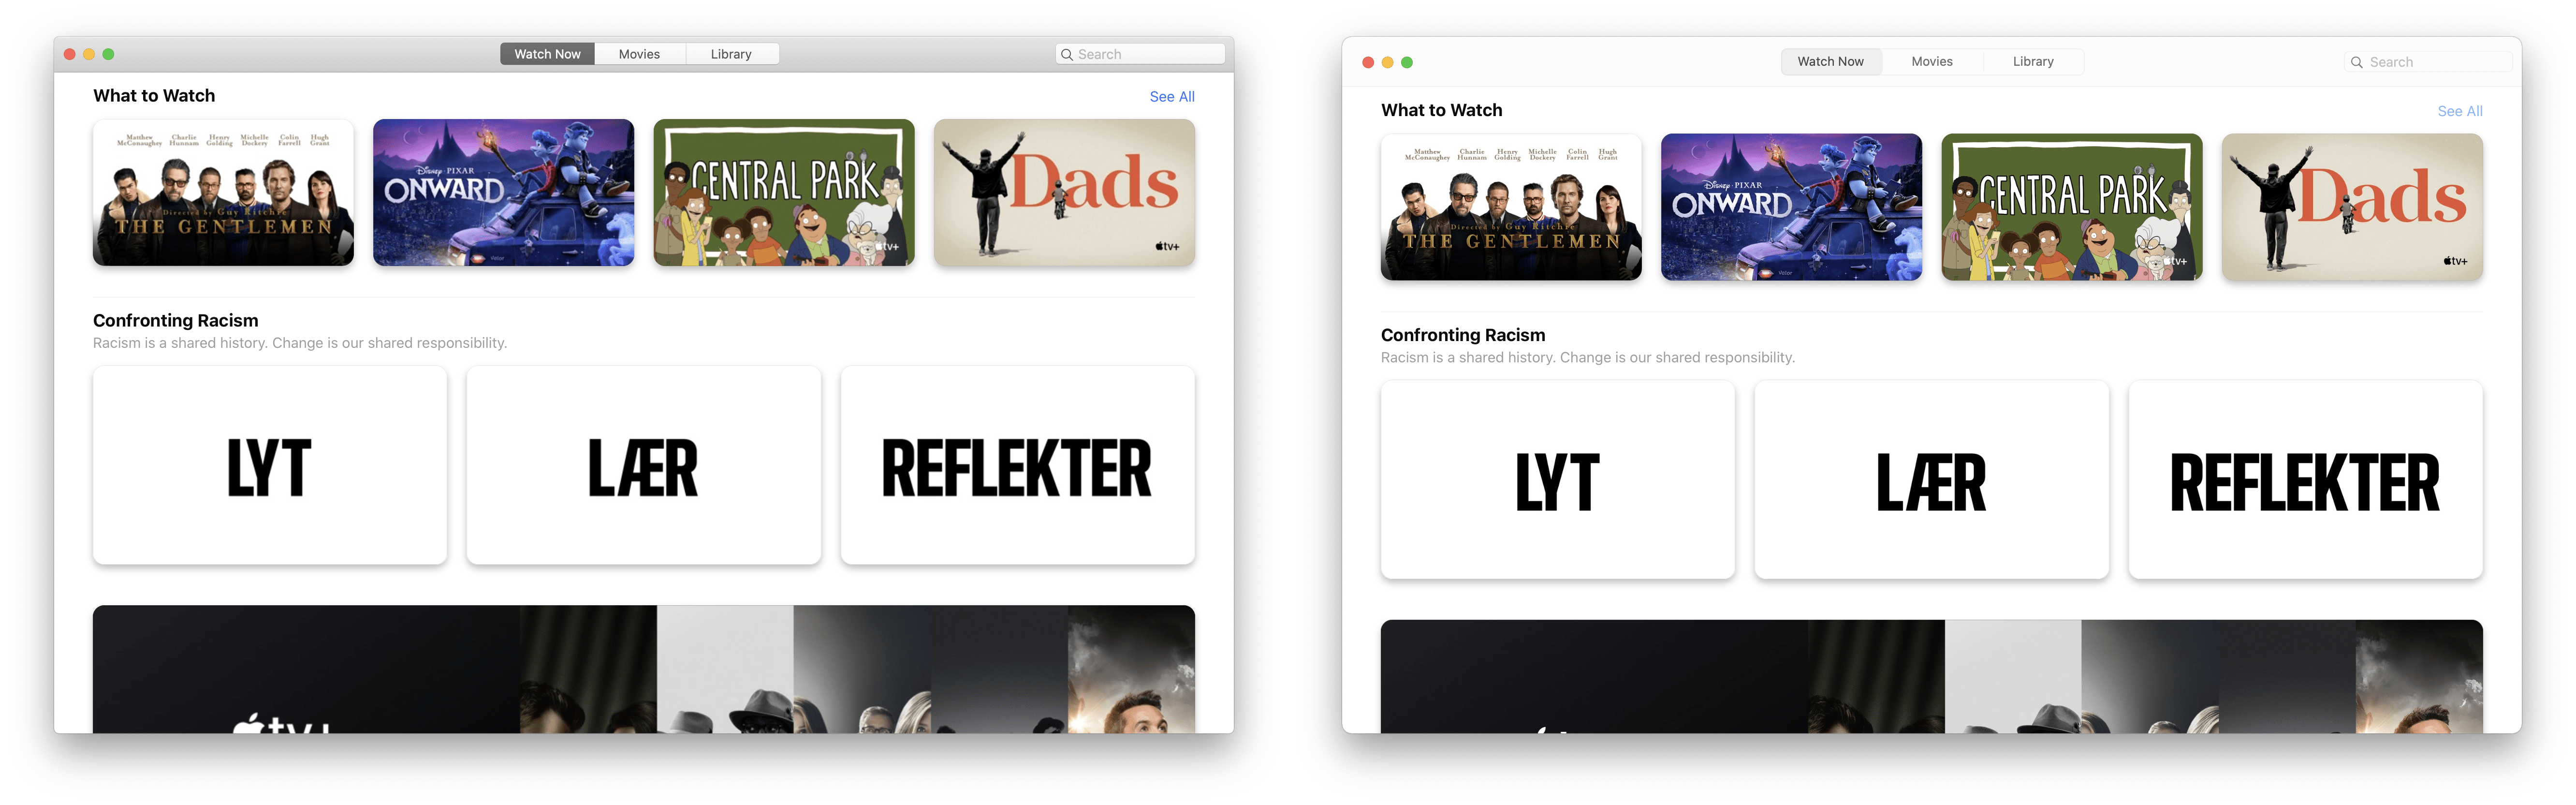 Watch Now Movies Library
Search
What to Watch
See All
Matthew McConaughey Charlie Hunnam Henry Golding Michelle Dockery Colin Farrell Hugh Grant
Directed by Guy Ritchie
THE GENTLEMEN
Disney · PIXAR
ONWARD
CENTRAL PARK
tv+
Dads
tv+
Confronting Racism
Racism is a shared history. Change is our shared responsibility.
LYT
LÆR
REFLEKTER
tv+
Watch Now Movies Library
Search
What to Watch
See All
Matthew McConaughey Charlie Hunnam Henry Golding Michelle Dockery Colin Farrell Hugh Grant
Directed by Guy Ritchie
THE GENTLEMEN
Disney · PIXAR
ONWARD
CENTRAL PARK
tv+
Dads
tv+
Confronting Racism
Racism is a shared history. Change is our shared responsibility.
LYT
LÆR
REFLEKTER